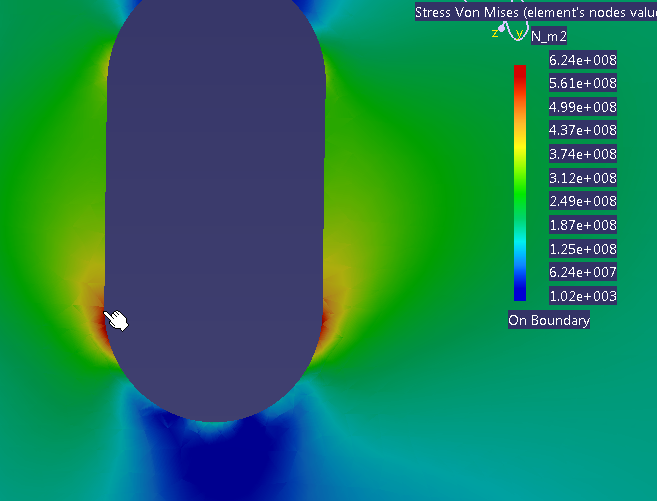 Stress Von Mises (element's nodes value
z y
N_m2
6.24e+008
5.61e+008
4.99e+008
4.37e+008
3.74e+008
3.12e+008
2.49e+008
1.87e+008
1.25e+008
6.24e+007
1.02e+003
On Boundary